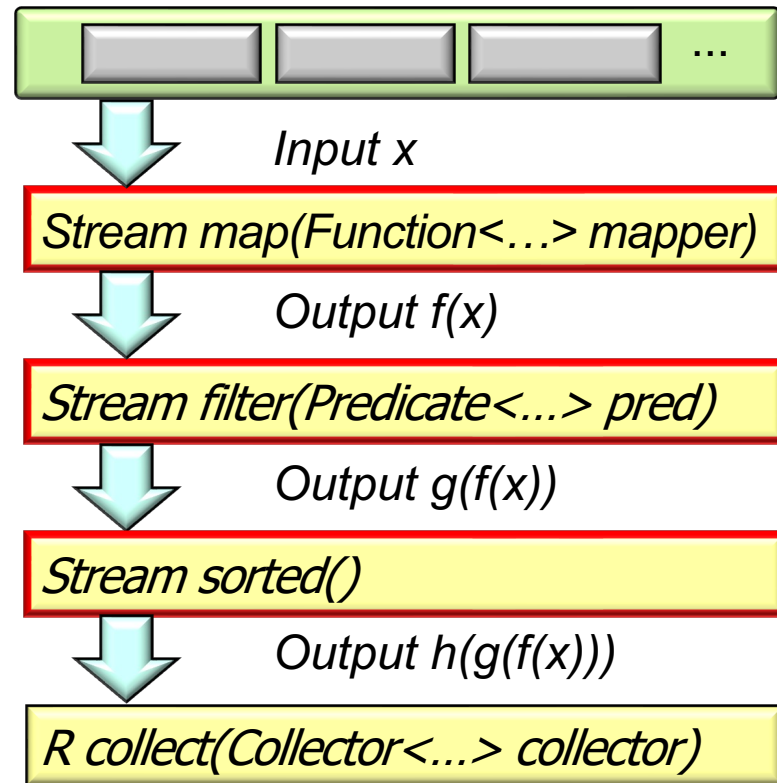 ...
Input x
Stream map(Function<…> mapper)
Output f(x)
Stream filter(Predicate<...> pred)
Output g(f(x))
Stream sorted()
Output h(g(f(x)))
R collect(Collector<...> collector)